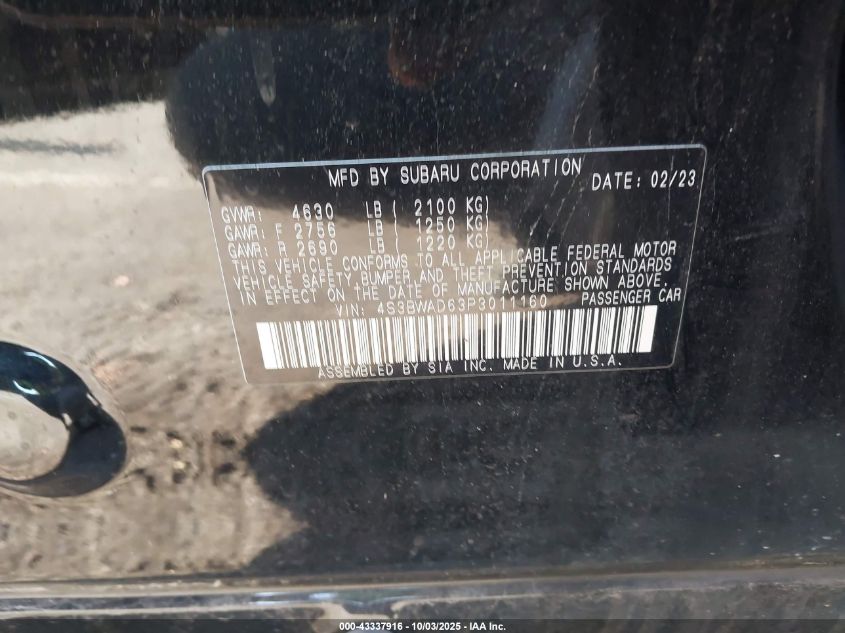 MFD BY SUBARU CORPORATION DATE: 02/23
GVWR: 4630 LB ( 2100 KG)
GAWR: F 2756 LB ( 1250 KG)
GAWR: R 2690 LB ( 1220 KG)
THIS VEHICLE CONFORMS TO ALL APPLICABLE FEDERAL MOTOR
VEHICLE SAFETY, BUMPER AND THEFT PREVENTION STANDARDS
IN EFFECT ON THE DATE OF MANUFACTURE SHOWN ABOVE.
VIN: 4S3BWAD63P3011160 PASSENGER CAR
ASSEMBLED BY SIA INC. MADE IN U.S.A.
000-43337916 - 10/03/2025 - IAA Inc.